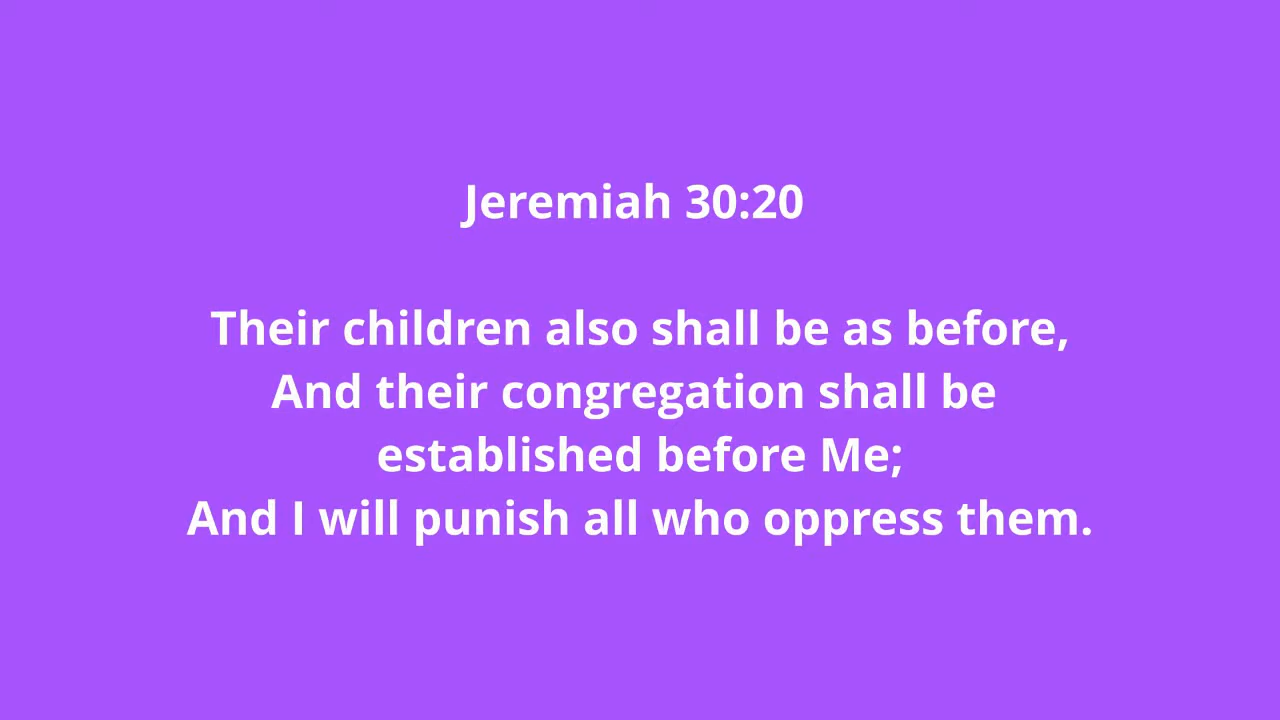 Jeremiah 30:20
Their children also shall be as before,
And their congregation shall be
established before Me;
And I will punish all who oppress them.